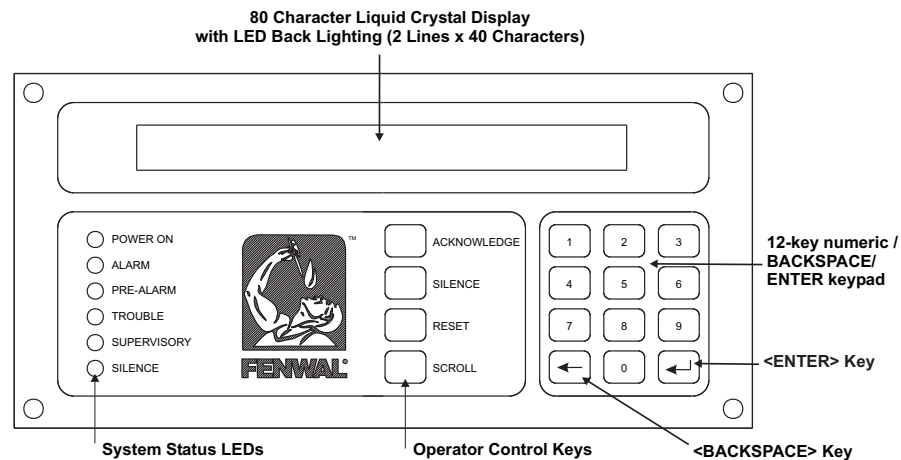 80 Character Liquid Crystal Display
with LED Back Lighting (2 Lines x 40 Characters)
POWER ON
ALARM
PRE-ALARM
TROUBLE
SUPERVISORY
SILENCE
™
FENWAL®
ACKNOWLEDGE
SILENCE
RESET
SCROLL
1 2 3
4 5 6
7 8 9
0
12-key numeric /
BACKSPACE/
ENTER keypad
<ENTER> Key
System Status LEDs
Operator Control Keys
<BACKSPACE> Key